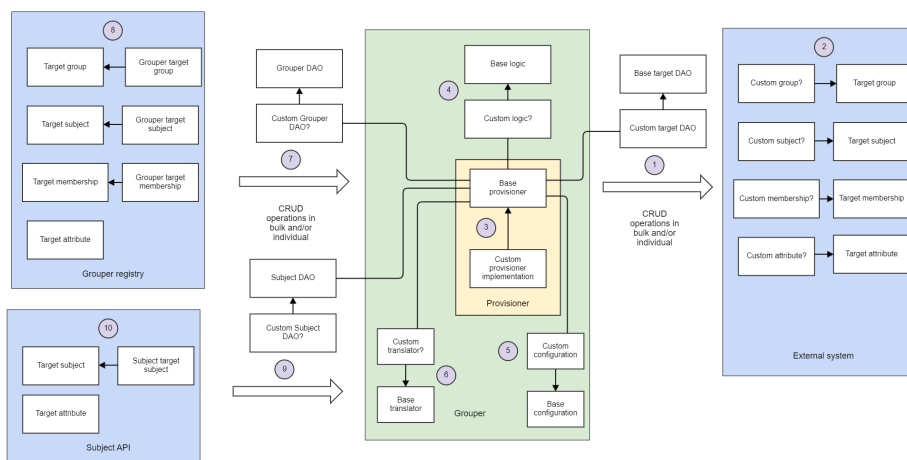 8
Target group
Grouper target
group
Target subject
Grouper target
subject
Target membership
Grouper target
membership
Target attribute
Grouper registry
10
Target subject
Subject target
subject
Target attribute
Subject API
Grouper DAO
Custom Grouper
DAO?
7
CRUD
operations in
bulk and/or
individual
Subject DAO
Custom Subject
DAO?
9
Base logic
4
Custom logic?
Base
provisioner
3
Custom
provisioner
implementation
Provisioner
Custom
translator?
6
Base
translator
5
Custom
configuration
Base
configuration
Grouper
Base target DAO
Custom target DAO
1
CRUD
operations in
bulk and/or
individual
2
Custom group?
Target group
Custom subject?
Target subject
Custom membership?
Target membership
Custom attribute?
Target attribute
External system